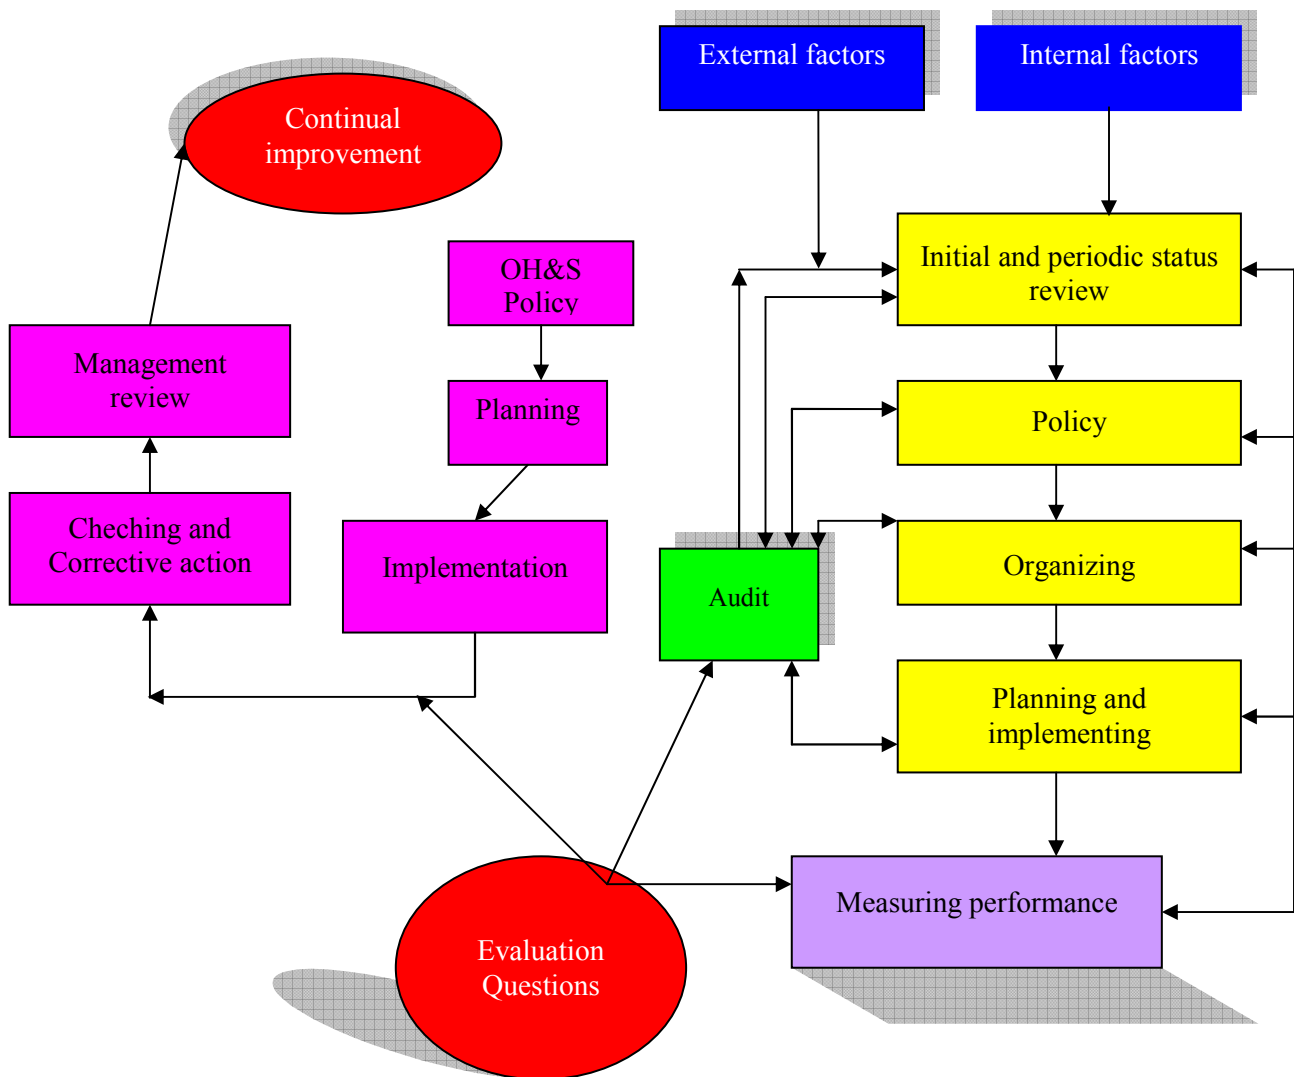 External factors
Internal factors
Continual
improvement
Initial and periodic status
review
OH&S
Policy
Management
review
Planning
Policy
Cheching and
Corrective action
Implementation
Audit
Organizing
Planning and
implementing
Measuring performance
Evaluation
Questions